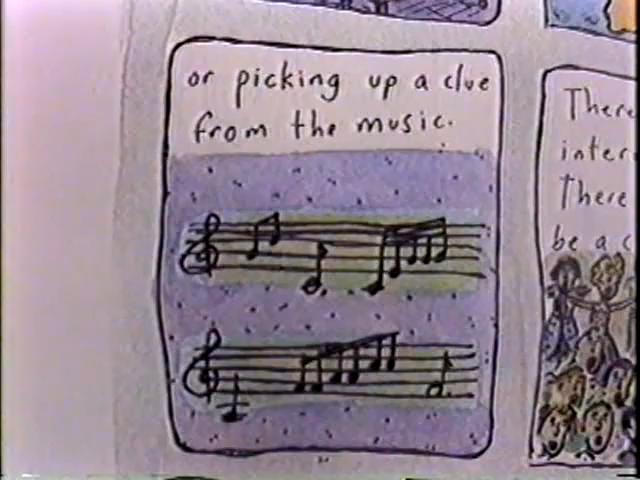 or picking up a clue
from the music.
There
inter
There
be a c